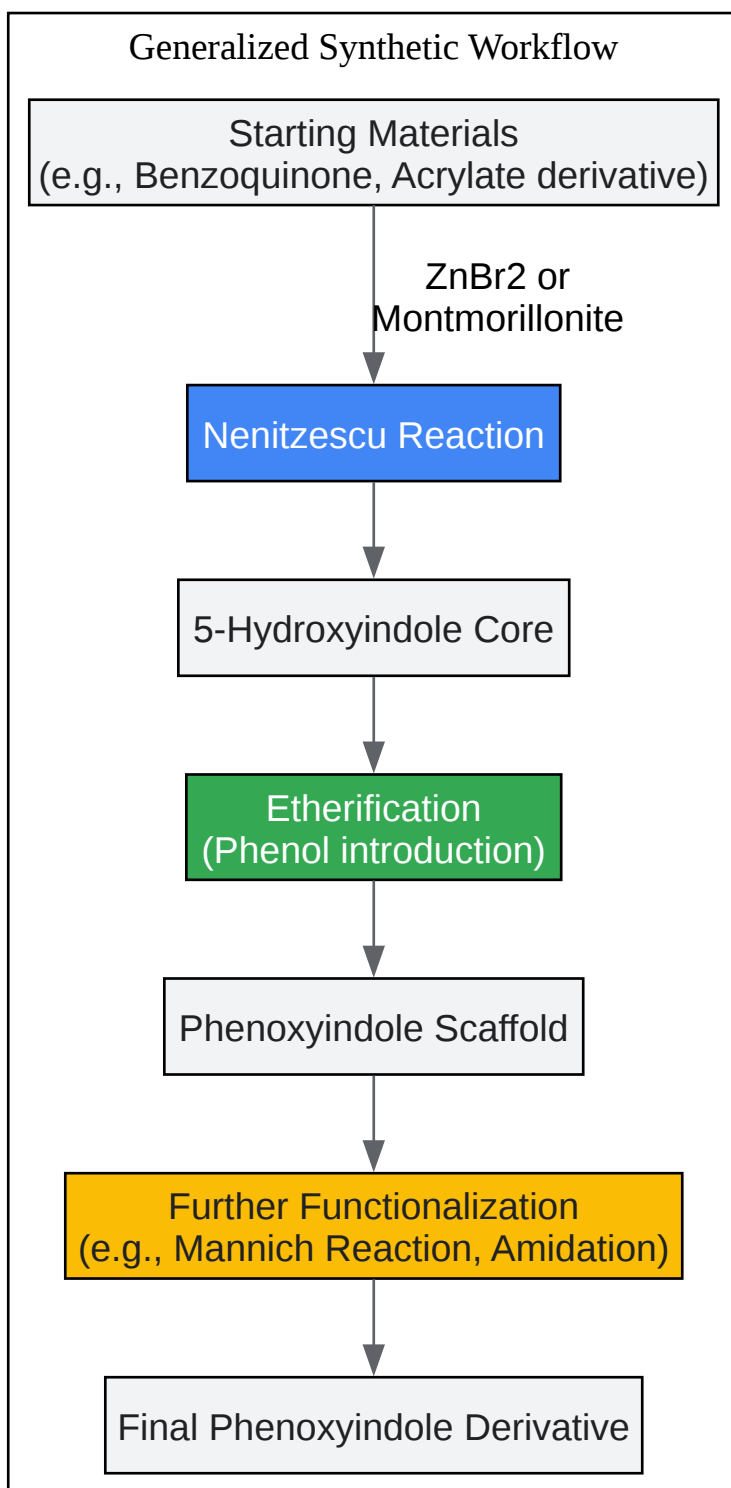 Generalized Synthetic Workflow
Starting Materials
(e.g., Benzoquinone, Acrylate derivative)
ZnBr2 or
Montmorillonite
Nenitzescu Reaction
5-Hydroxyindole Core
Etherification
(Phenol introduction)
Phenoxyindole Scaffold
Further Functionalization
(e.g., Mannich Reaction, Amidation)
Final Phenoxyindole Derivative